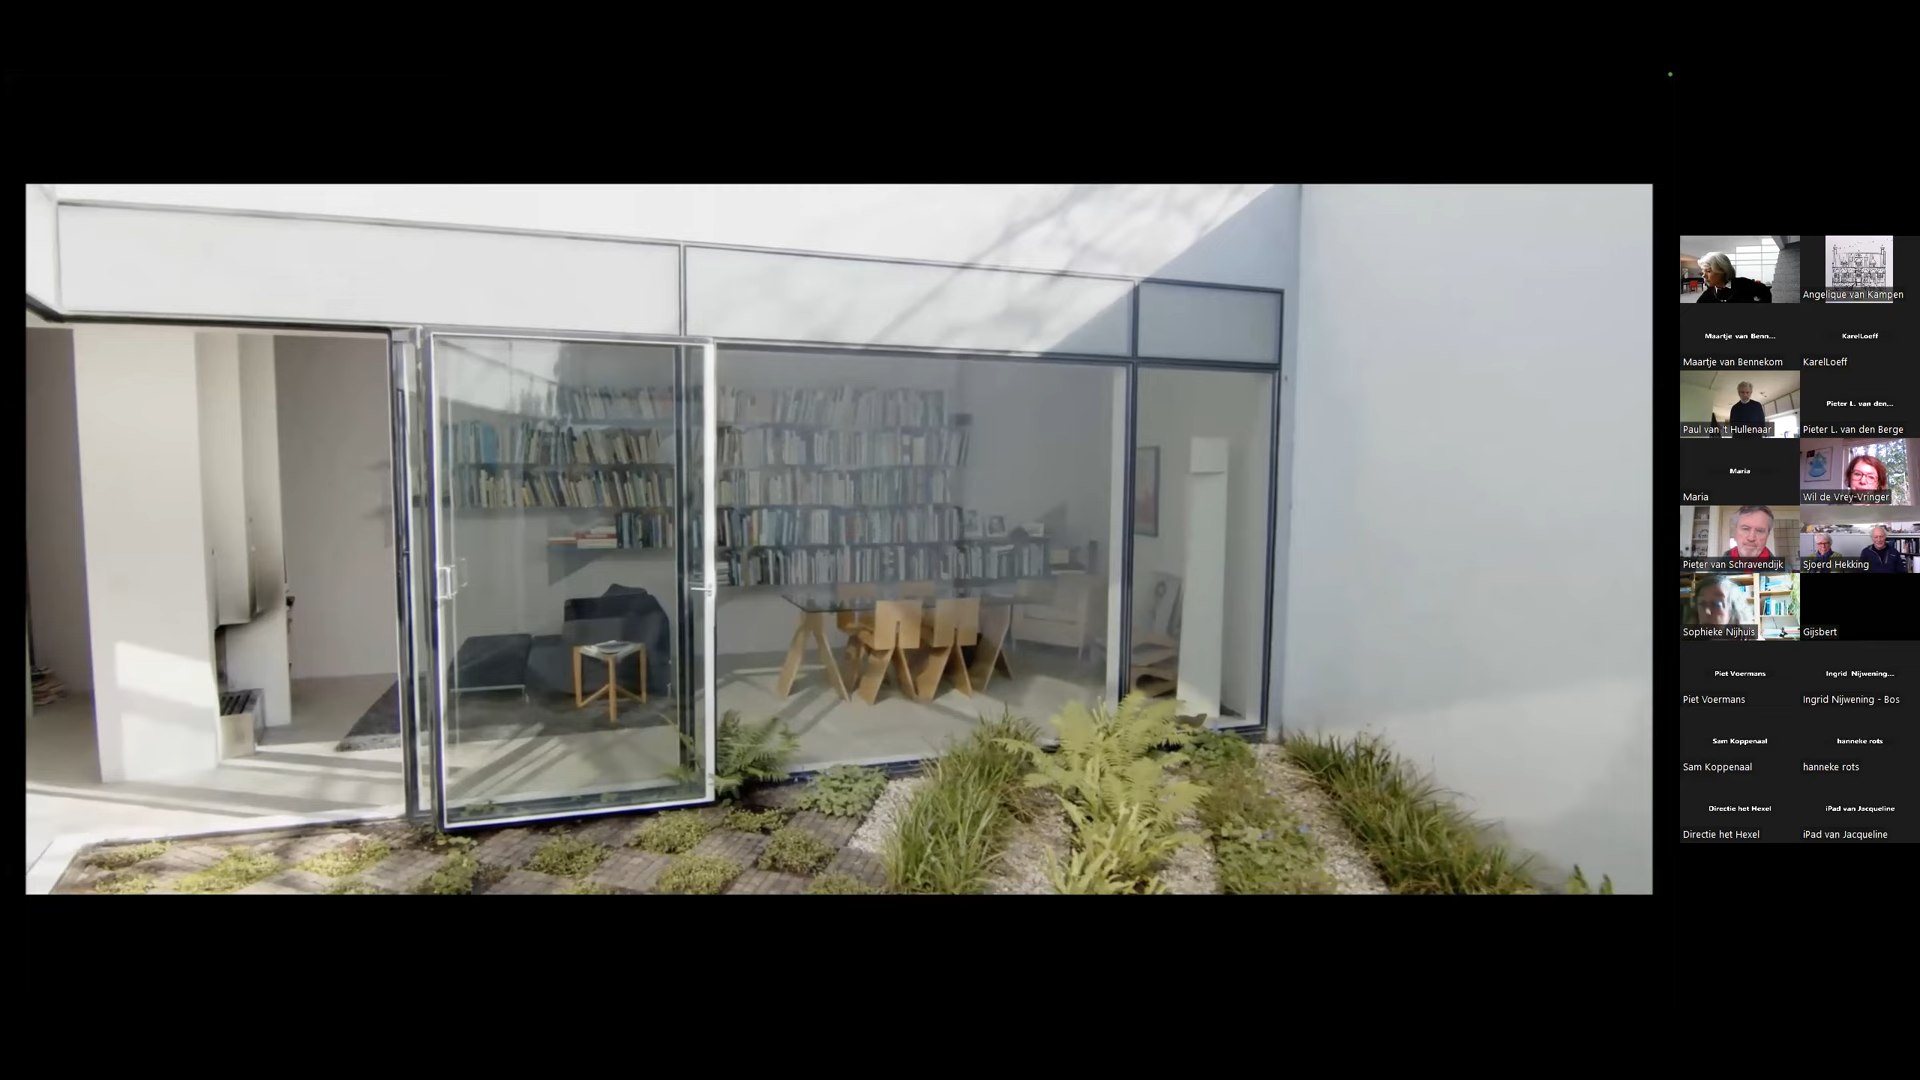 Angelique van Kampen
Maartje van Benn...
Maartje van Bennekom
KarelLoeff
KarelLoeff
Paul van 't Hullenaar
Pieter L. van den...
Pieter L. van den Berge
Maria
Maria
Wil de Vrey-Vringer
Pieter van Schravendijk
Sjoerd Hekking
Sophieke Nijhuis
Gijsbert
Piet Voermans
Piet Voermans
Ingrid Nijwening...
Ingrid Nijwening - Bos
Sam Koppenaal
Sam Koppenaal
hanneke rots
hanneke rots
Directie het Hexel
Directie het Hexel
iPad van Jacqueline
iPad van Jacqueline